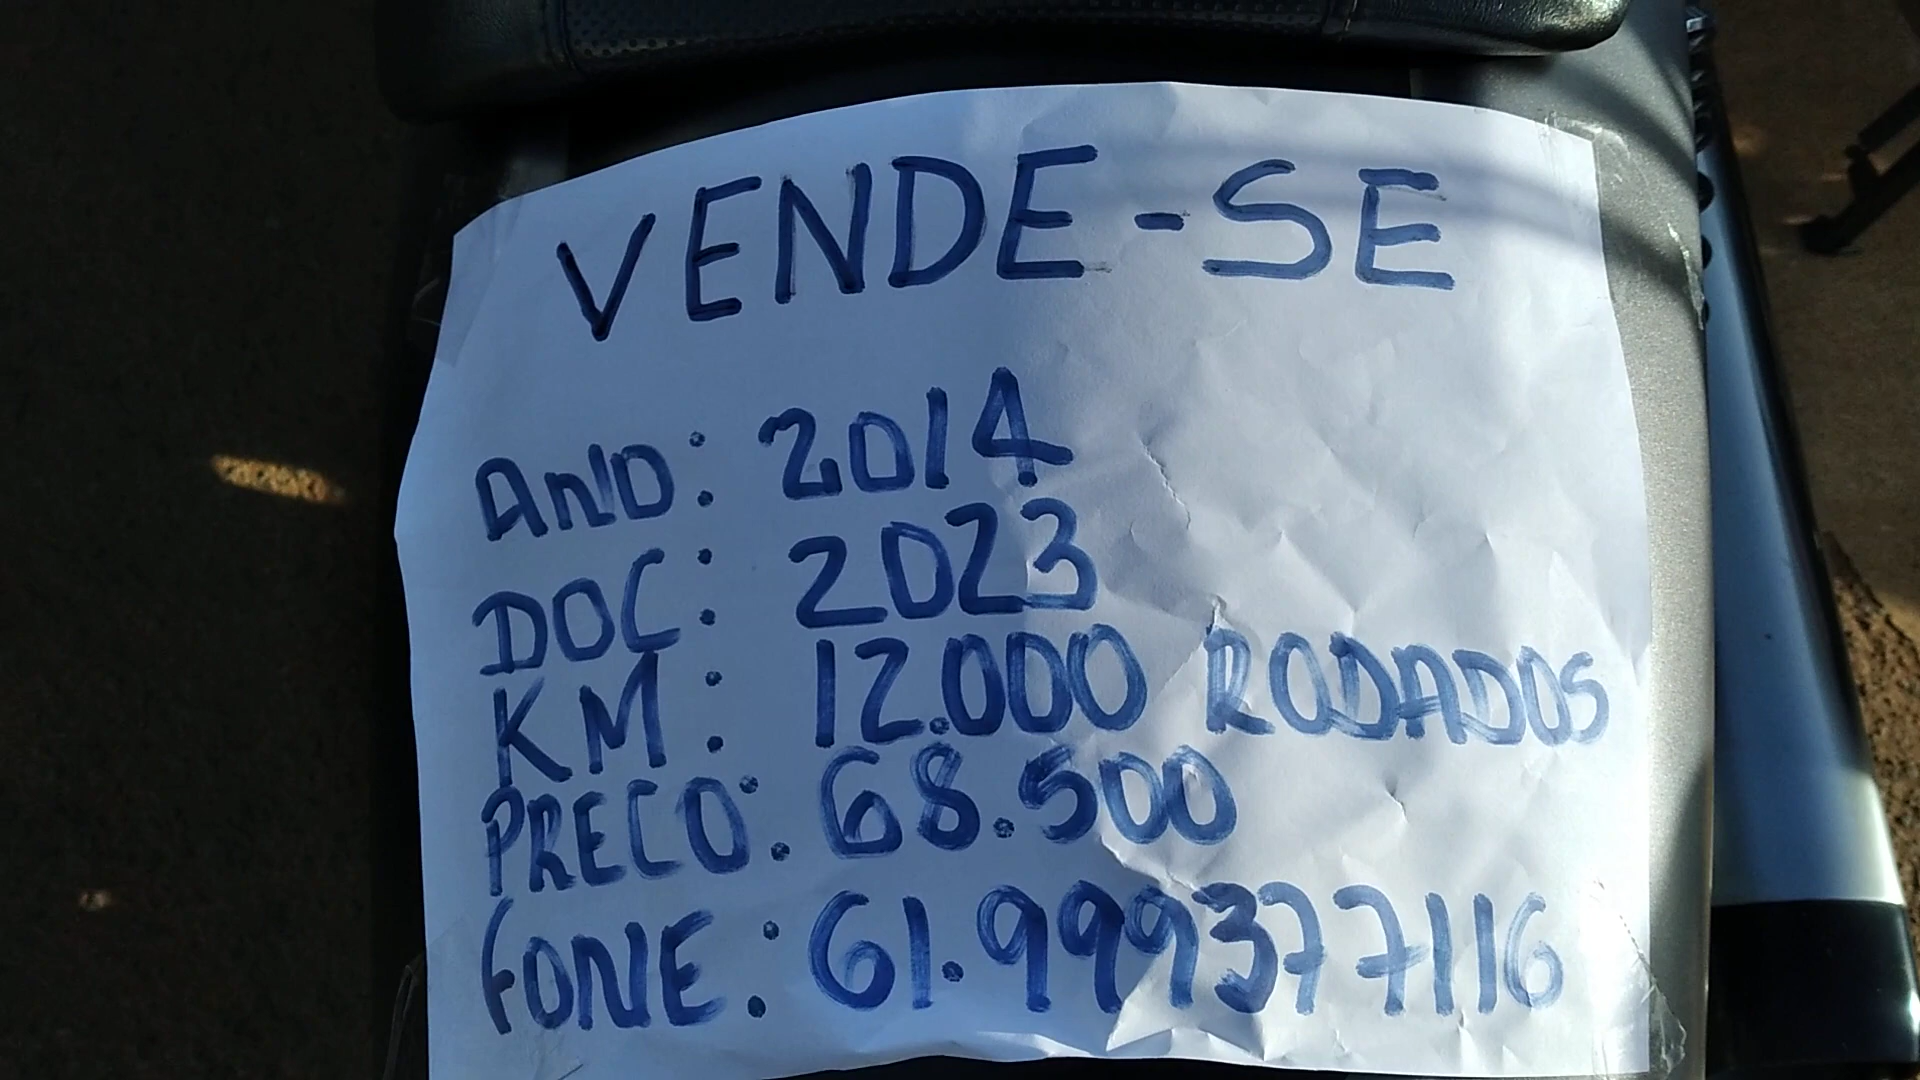 VENDE-SE
ANO: 2014
DOC: 2023
KM: 12.000 RODADOS
PRECO: 68.500
FONE: 61.999377116